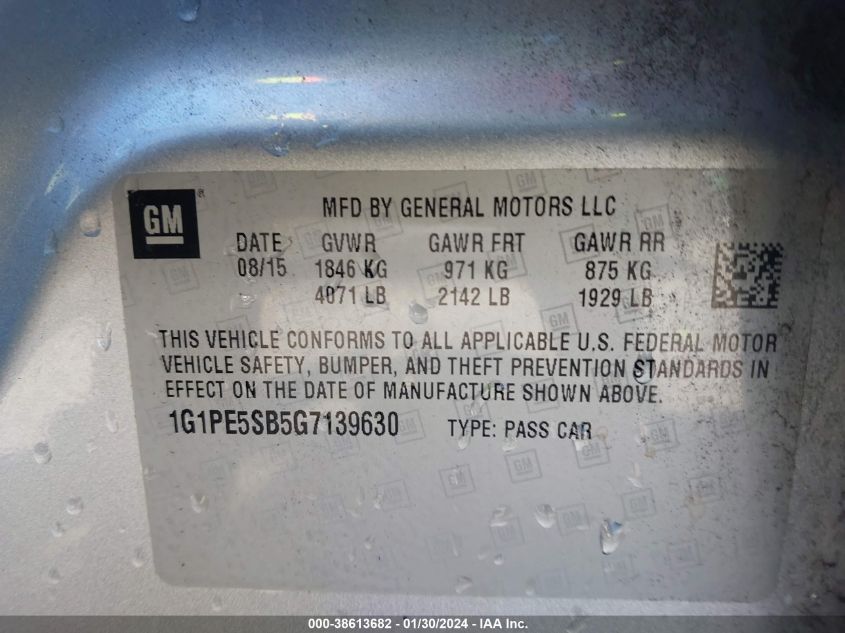 GM ® MFD BY GENERAL MOTORS LLC
DATE GVWR GAWR FRT GAWR RR
08/15 1846 KG 971 KG 875 KG
4071 LB 2142 LB 1929 LB
THIS VEHICLE CONFORMS TO ALL APPLICABLE U.S. FEDERAL MOTOR
VEHICLE SAFETY, BUMPER, AND THEFT PREVENTION STANDARDS IN
EFFECT ON THE DATE OF MANUFACTURE SHOWN ABOVE.
1G1PE5SB5G7139630 TYPE: PASS CAR
000-38613682 - 01/30/2024 - IAA Inc.